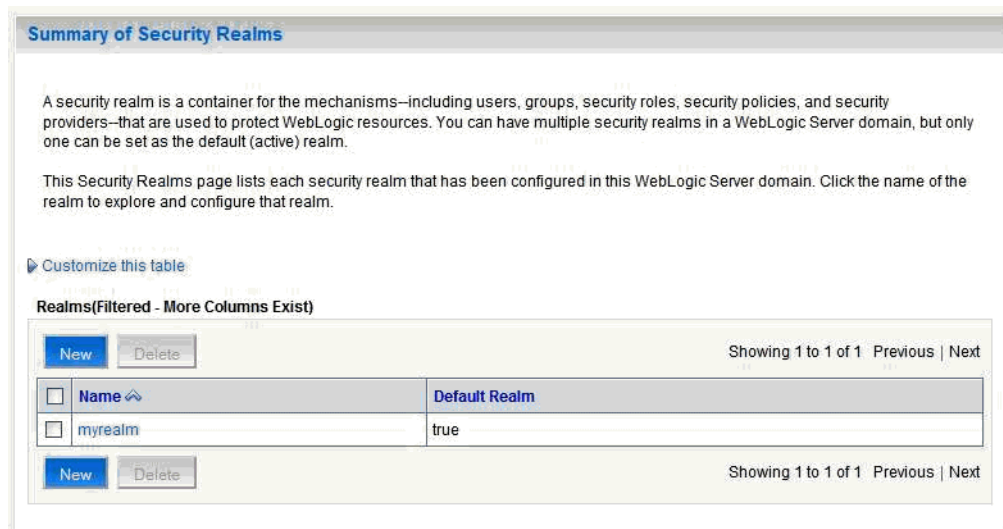 Summary of Security Realms
A security realm is a container for the mechanisms--including users, groups, security roles, security policies, and security
providers--that are used to protect WebLogic resources. You can have multiple security realms in a WebLogic Server domain, but only
one can be set as the default (active) realm.
This Security Realms page lists each security realm that has been configured in this WebLogic Server domain. Click the name of the
realm to explore and configure that realm.
Customize this table
Realms(Filtered - More Columns Exist)
New Delete Showing 1 to 1 of 1 Previous | Next
Name Default Realm
myrealm true
New Delete Showing 1 to 1 of 1 Previous | Next